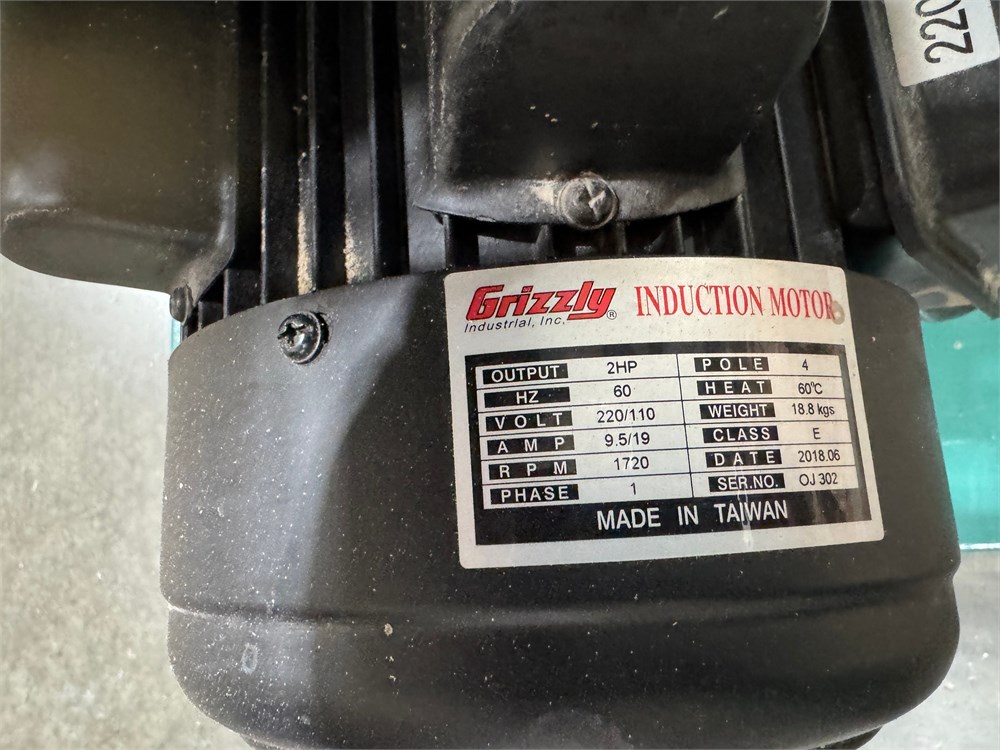 220
Grizzly® INDUCTION MOTOR
Industrial, Inc.
OUTPUT 2HP POLE 4
HZ 60 HEAT 60°C
VOLT 220/110 WEIGHT 18.8 kgs
AMP 9.5/19 CLASS E
RPM 1720 DATE 2018.06
PHASE 1 SER.NO. OJ 302
MADE IN TAIWAN